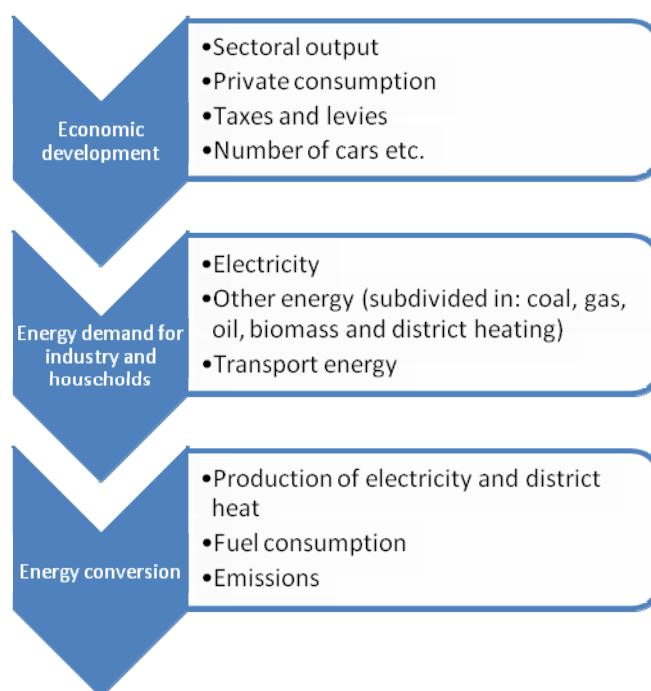 Economic
development
•Sectoral output
•Private consumption
•Taxes and levies
•Number of cars etc.
Energy demand for
industry and
households
•Electricity
•Other energy (subdivided in: coal, gas,
oil, biomass and district heating)
•Transport energy
Energy conversion
•Production of electricity and district
heat
•Fuel consumption
•Emissions